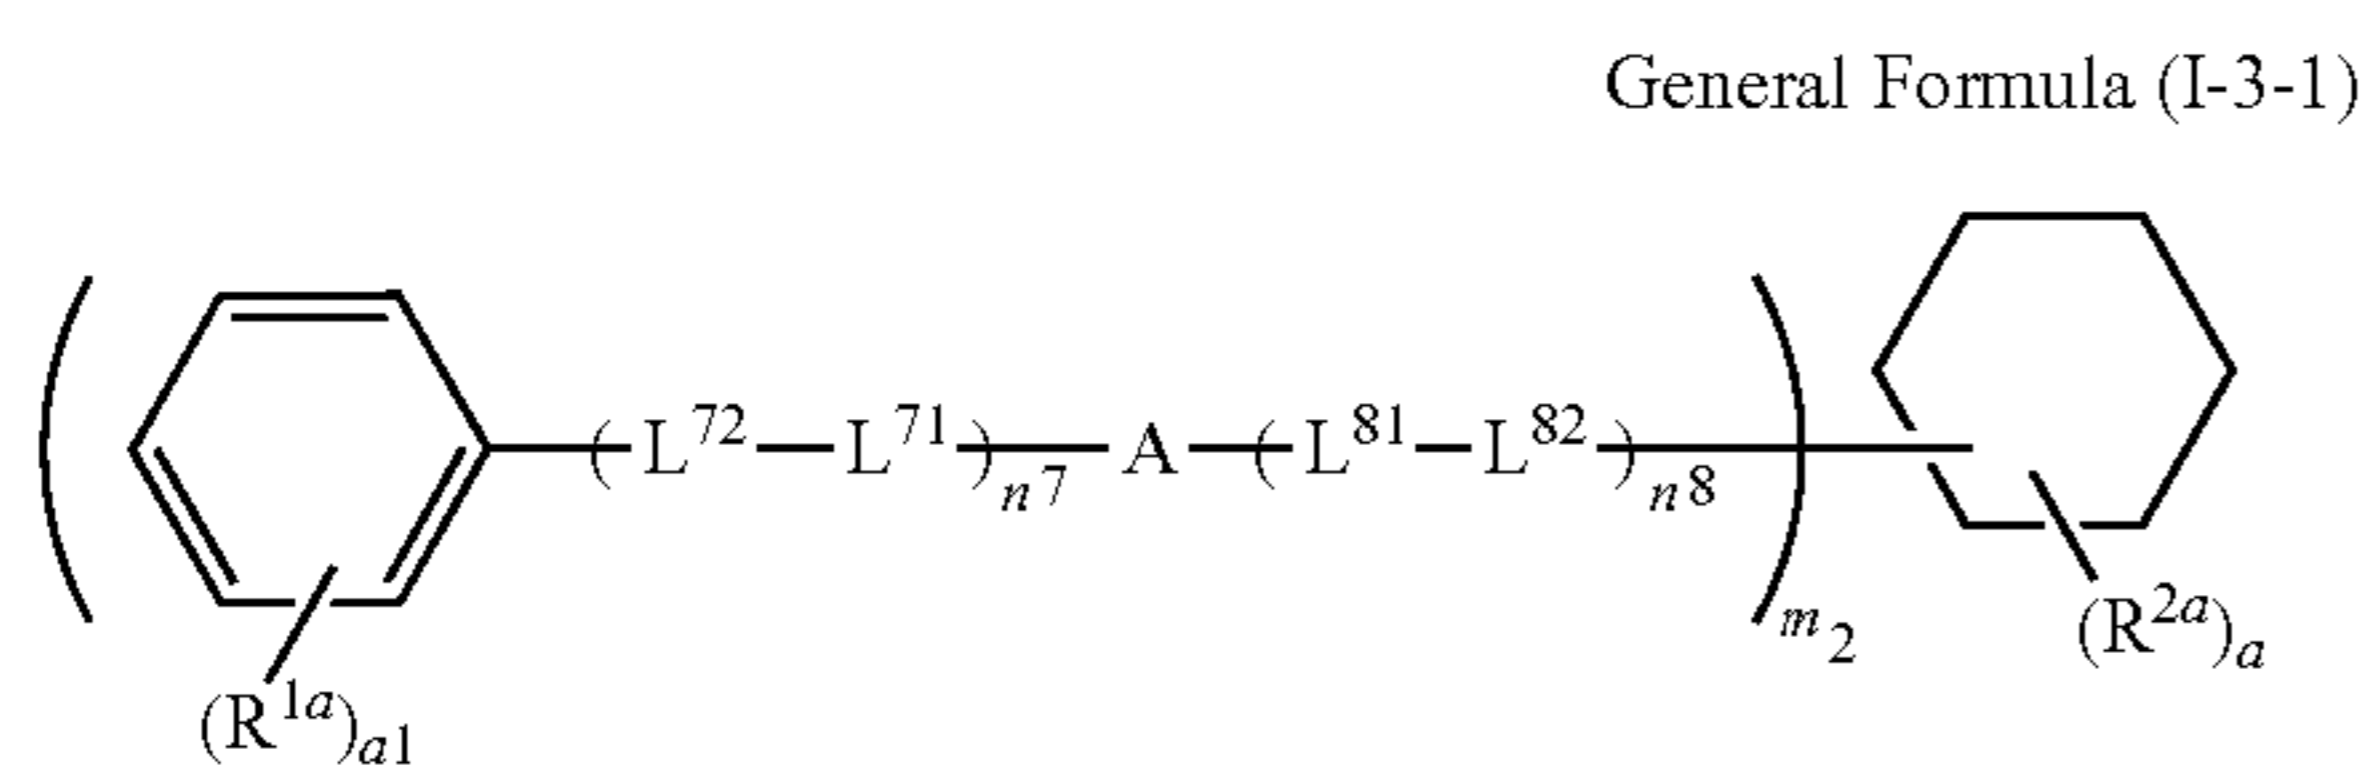 General Formula (I-3-1)
( ( L⁷² — L⁷¹ )ₙ₇ — A — ( L⁸¹ — L⁸² )ₙ₈ )ₘ₂
(R²ᵃ)ₐ
(R¹ᵃ)ₐ₁